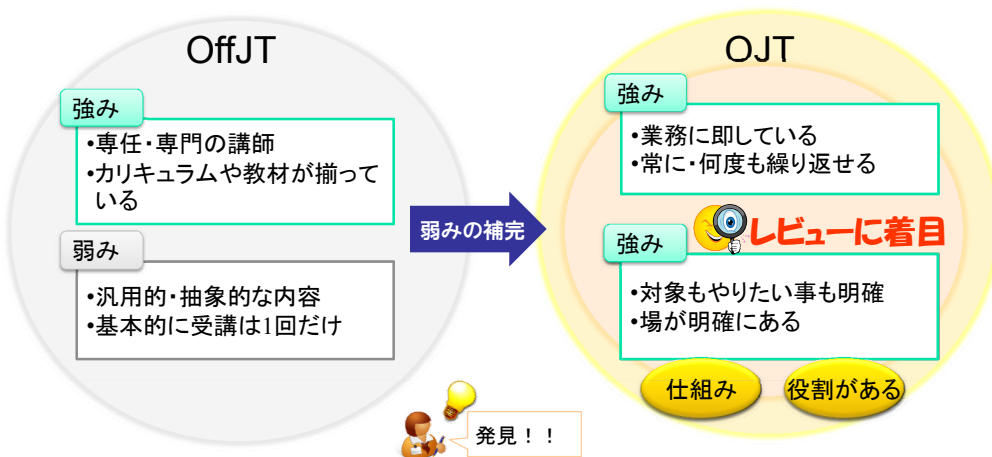 OffJT
強み
•専任・専門の講師
•カリキュラムや教材が揃って
いる
弱み
•汎用的・抽象的な内容
•基本的に受講は1回だけ
弱みの補完
OJT
強み
•業務に即している
•常に・何度も繰り返せる
レビューに着目
強み
•対象もやりたい事も明確
•場が明確にある
仕組み
役割がある
発見！！